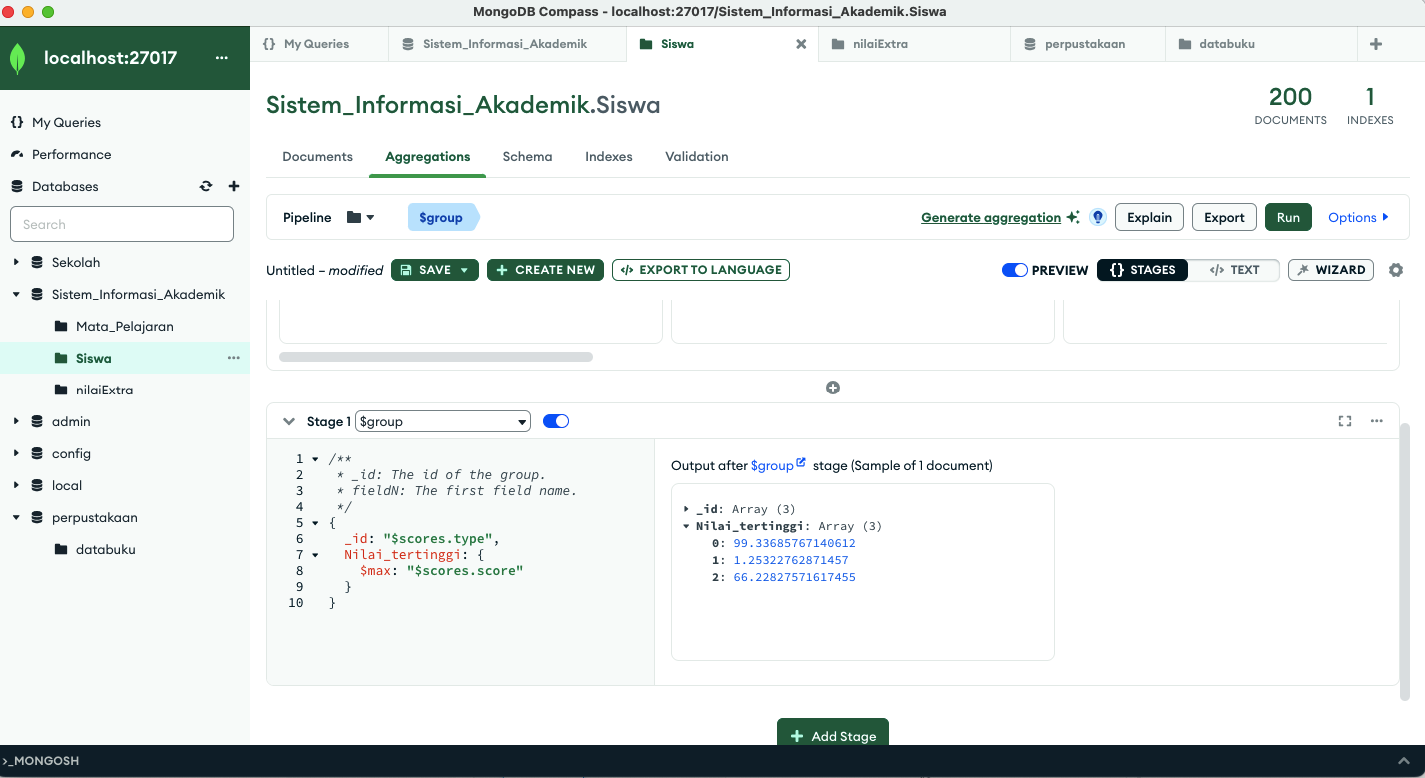 MongoDB Compass - localhost:27017/Sistem_Informasi_Akademik.Siswa
localhost:27017
{} My Queries
Sistem_Informasi_Akademik
Siswa
nilaiExtra
perpustakaan
databuku
{} My Queries
Performance
Databases
Search
Sekolah
Sistem_Informasi_Akademik
Mata_Pelajaran
Siswa
nilaiExtra
admin
config
local
perpustakaan
databuku
Sistem_Informasi_Akademik.Siswa
200
DOCUMENTS
1
INDEXES
Documents Aggregations Schema Indexes Validation
Pipeline $group Generate aggregation Explain Export Run Options
Untitled – modified SAVE CREATE NEW </> EXPORT TO LANGUAGE PREVIEW {} STAGES </> TEXT WIZARD
Stage 1 $group
1 /**
2 * _id: The id of the group.
3 * fieldN: The first field name.
4 */
5 {
6 _id: "$scores.type",
7 Nilai_tertinggi: {
8 $max: "$scores.score"
9 }
10 }
Output after $group stage (Sample of 1 document)
_id: Array (3)
Nilai_tertinggi: Array (3)
0: 99.33685767140612
1: 1.25322762871457
2: 66.22827571617455
Add Stage
>_MONGOSH